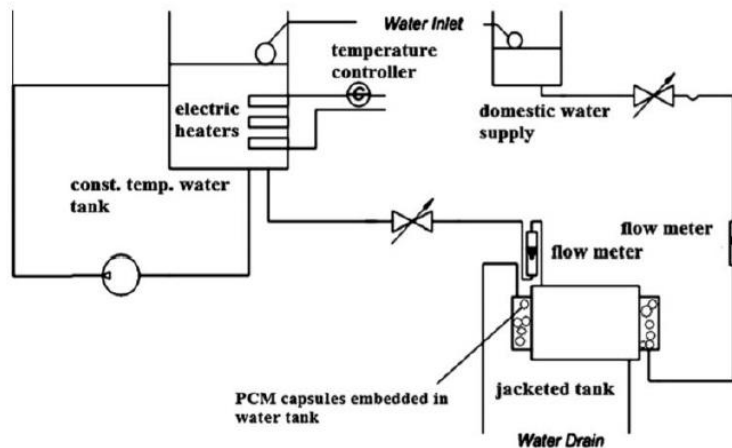 Water Inlet
temperature
controller
electric
heaters
domestic water
supply
const. temp. water
tank
flow meter
flow meter
PCM capsules embedded in
water tank
jacketed tank
Water Drain